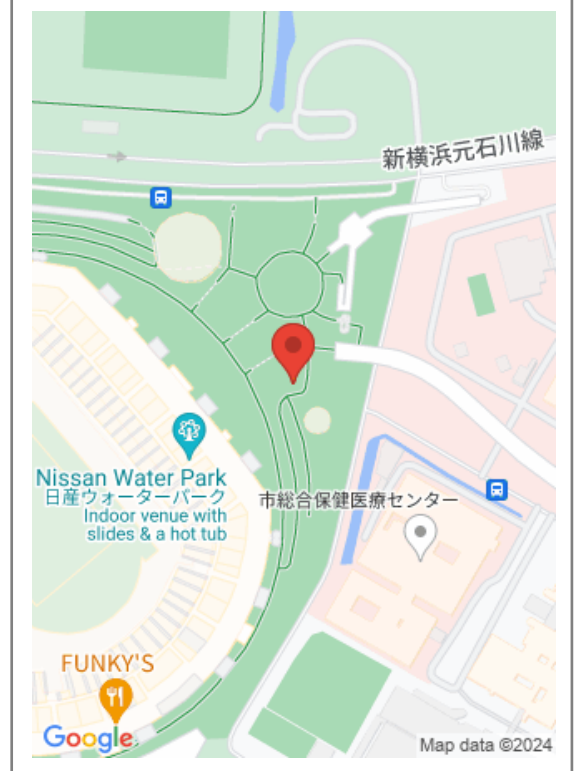 新横浜元石川線
Nissan Water Park
日産ウォーターパーク
Indoor venue with
slides & a hot tub
市総合保健医療センター
FUNKY'S
Google
Map data ©2024